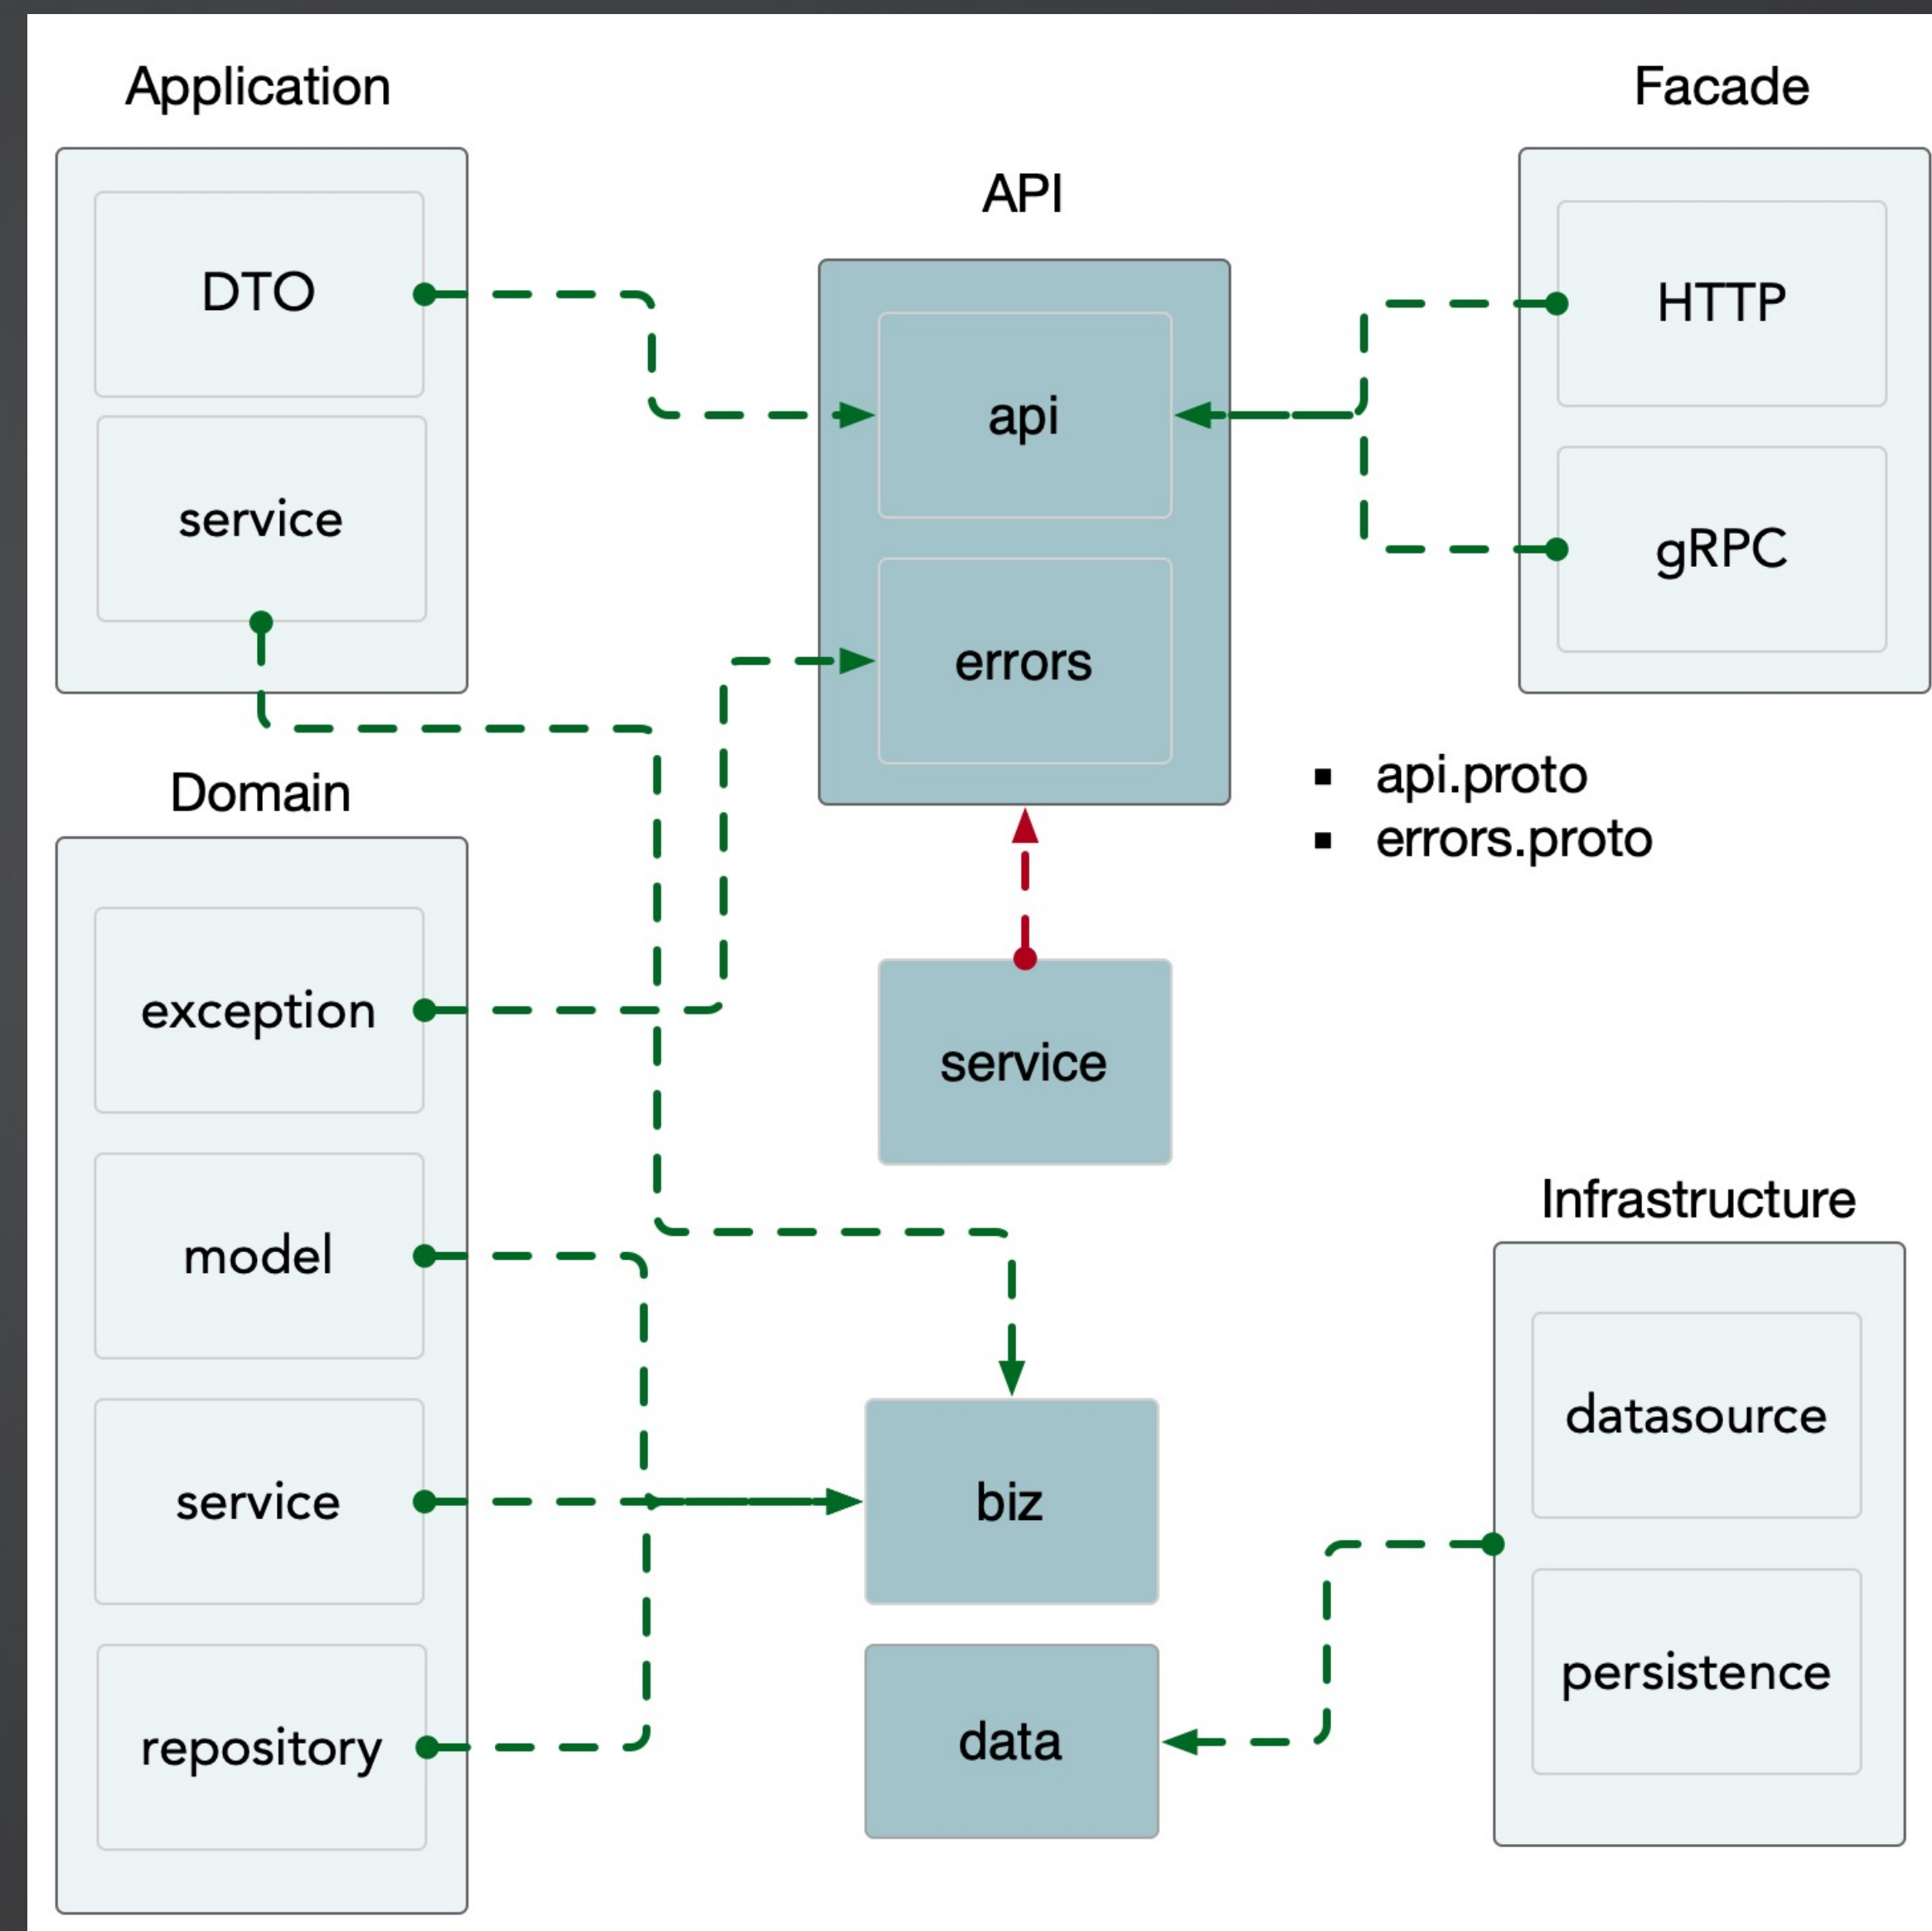 Application
DTO
service
Domain
exception
model
service
repository
API
api
errors
service
biz
data
Facade
HTTP
gRPC
api.proto
errors.proto
Infrastructure
datasource
persistence